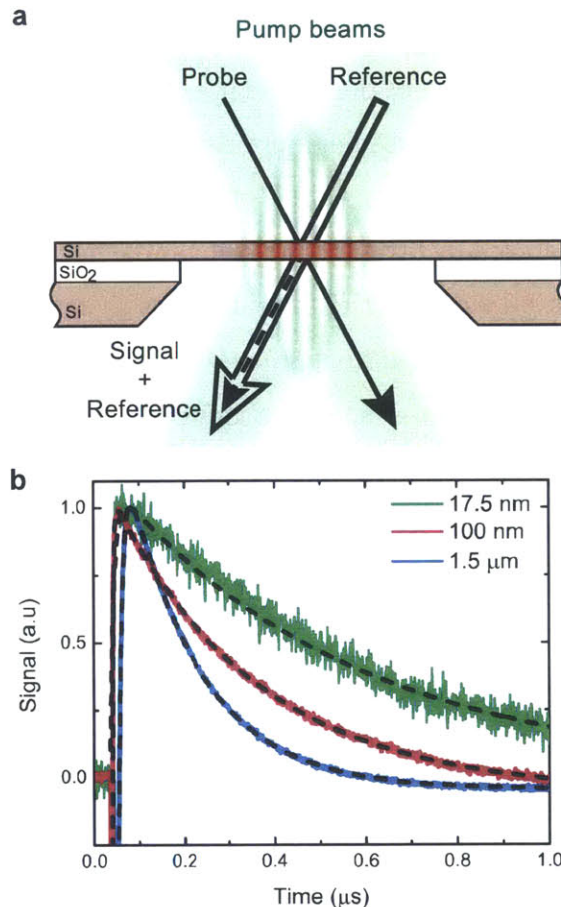 a
Pump beams
Probe
Reference
Si
SiO2
Si
Signal
+
Reference
b
17.5 nm
100 nm
1.5 μm
Signal (a.u)
1.0
0.5
0.0
0.0 0.2 0.4 0.6 0.8 1.0
Time (μs)